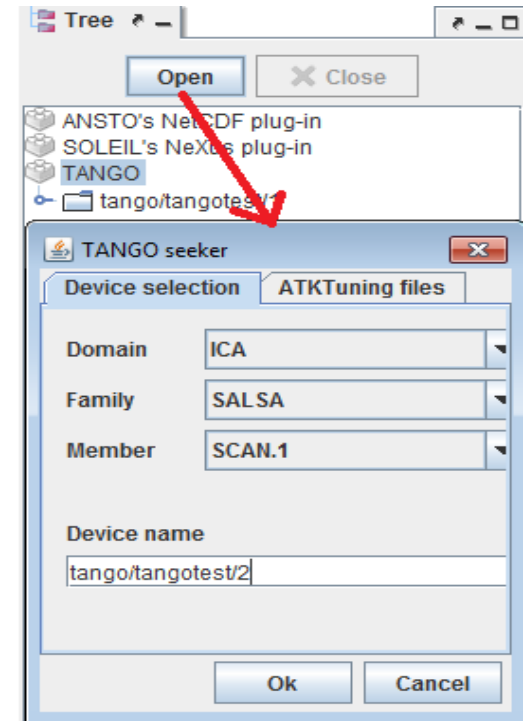 Tree
Open Close
ANSTO's NetCDF plug-in
SOLEIL's NeXus plug-in
TANGO
tango/tangotest/1
TANGO seeker
Device selection ATKTuning files
Domain ICA
Family SALSA
Member SCAN.1
Device name
tango/tangotest/2
Ok Cancel